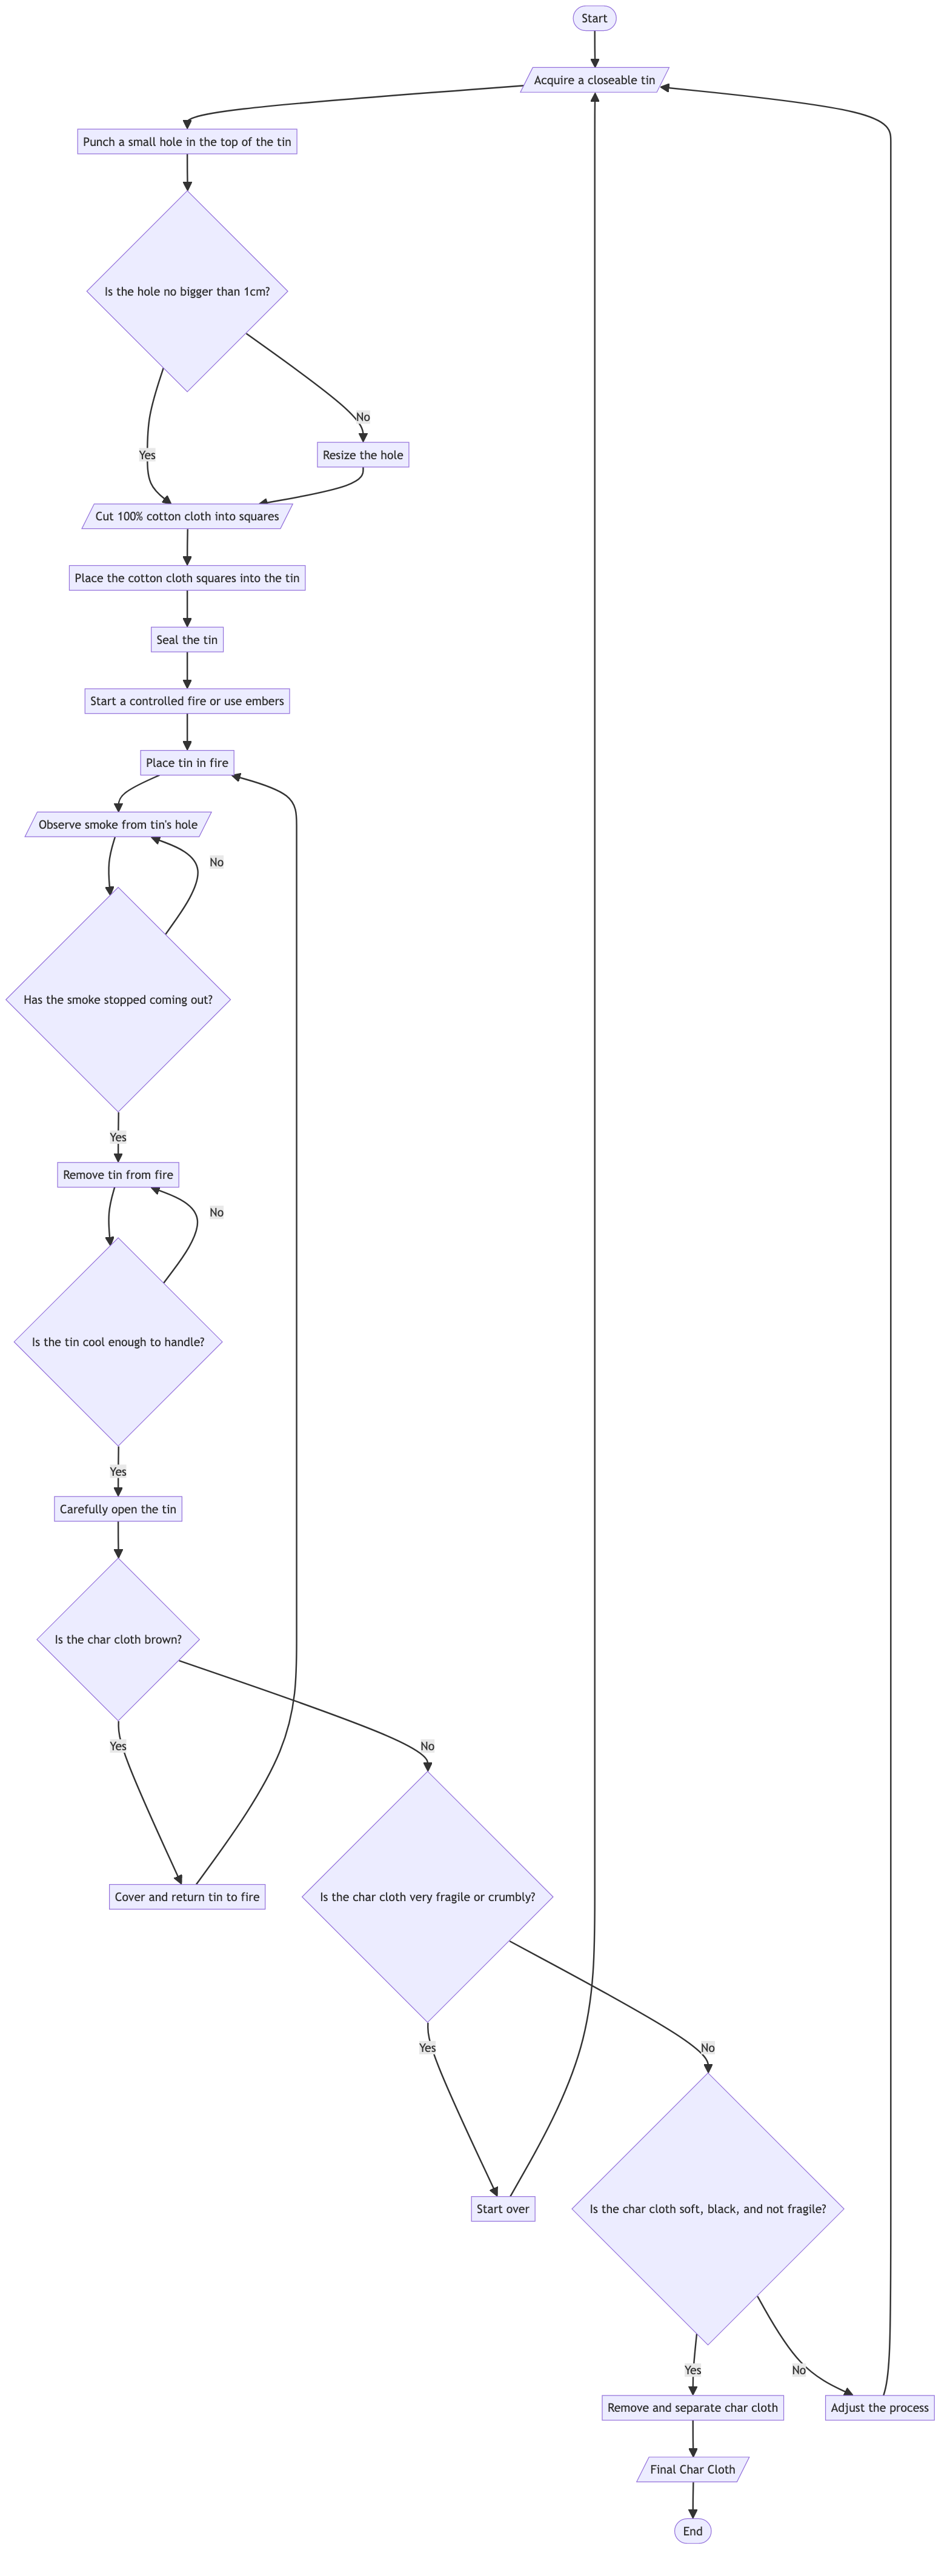 Start
Acquire a closeable tin
Punch a small hole in the top of the tin
Is the hole no bigger than 1cm?
No
Yes
Resize the hole
Cut 100% cotton cloth into squares
Place the cotton cloth squares into the tin
Seal the tin
Start a controlled fire or use embers
Place tin in fire
Observe smoke from tin's hole
No
Has the smoke stopped coming out?
Yes
Remove tin from fire
No
Is the tin cool enough to handle?
Yes
Carefully open the tin
Is the char cloth brown?
Yes
No
Cover and return tin to fire
Is the char cloth very fragile or crumbly?
Yes
No
Start over
Is the char cloth soft, black, and not fragile?
Yes
No
Remove and separate char cloth
Adjust the process
Final Char Cloth
End